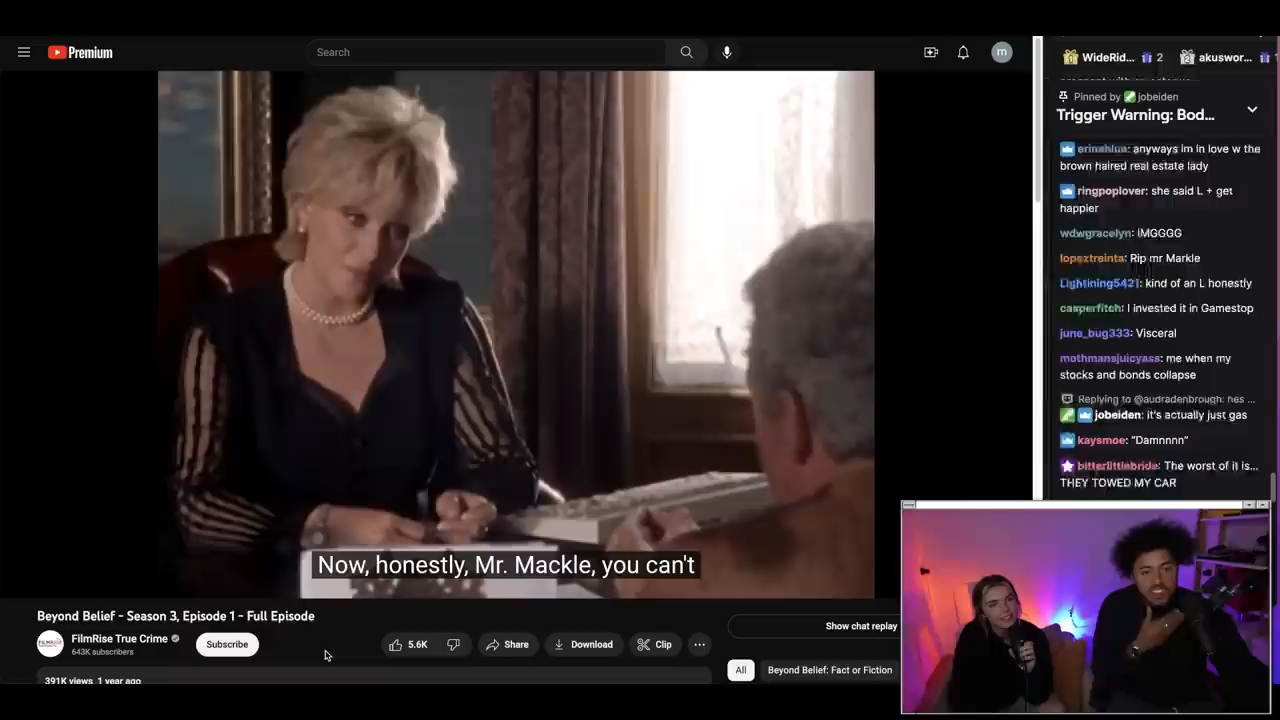 Premium
Search
m
WideRid... 2 akuswor...
Pinned by jobeiden
Trigger Warning: Bod...
erinahlua: anyways im in love w the
brown haired real estate lady
ringpoplover: she said L + get
happier
wdwgracelyn: IMGGGG
lopeztreinta: Rip mr Markle
Lightining5421: kind of an L honestly
casperfitch: I invested it in Gamestop
june_bug333: Visceral
mothmansjuicyass: me when my
stocks and bonds collapse
Replying to @audradenbrough: hes ...
jobeiden: it's actually just gas
kaysmoe: "Damnnnn"
bitterlittlebride: The worst of it is...
THEY TOWED MY CAR
Now, honestly, Mr. Mackle, you can't
Beyond Belief - Season 3, Episode 1 - Full Episode
FilmRise True Crime
643K subscribers
Subscribe
5.6K
Share
Download
Clip
Show chat replay
All
Beyond Belief: Fact or Fiction
391K views 1 year ago